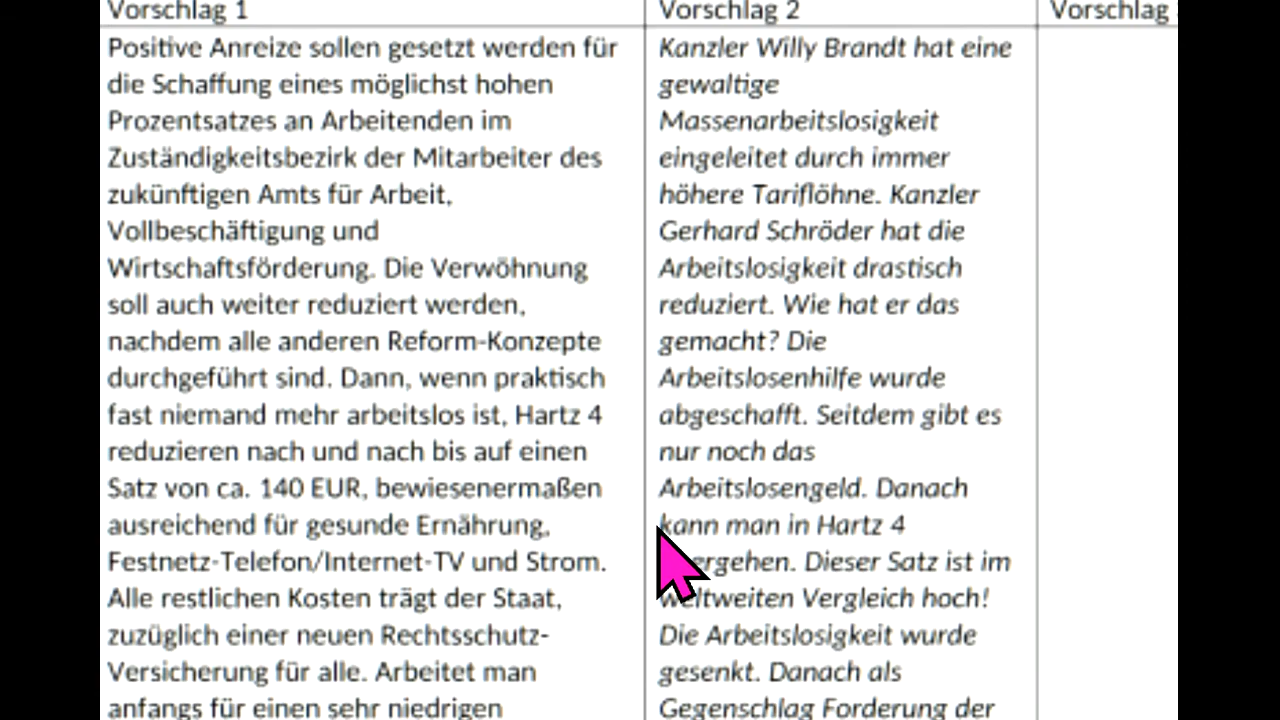 Vorschlag 1
Positive Anreize sollen gesetzt werden für
die Schaffung eines möglichst hohen
Prozentsatzes an Arbeitenden im
Zuständigkeitsbezirk der Mitarbeiter des
zukünftigen Amts für Arbeit,
Vollbeschäftigung und
Wirtschaftsförderung. Die Verwöhnung
soll auch weiter reduziert werden,
nachdem alle anderen Reform-Konzepte
durchgeführt sind. Dann, wenn praktisch
fast niemand mehr arbeitslos ist, Hartz 4
reduzieren nach und nach bis auf einen
Satz von ca. 140 EUR, bewiesenermaßen
ausreichend für gesunde Ernährung,
Festnetz-Telefon/Internet-TV und Strom.
Alle restlichen Kosten trägt der Staat,
zuzüglich einer neuen Rechtsschutz-
Versicherung für alle. Arbeitet man
anfangs für einen sehr niedrigen
Vorschlag 2
Kanzler Willy Brandt hat eine
gewaltige
Massenarbeitslosigkeit
eingeleitet durch immer
höhere Tariflöhne. Kanzler
Gerhard Schröder hat die
Arbeitslosigkeit drastisch
reduziert. Wie hat er das
gemacht? Die
Arbeitslosenhilfe wurde
abgeschafft. Seitdem gibt es
nur noch das
Arbeitslosengeld. Danach
kann man in Hartz 4
ergehen. Dieser Satz ist im
weltweiten Vergleich hoch!
Die Arbeitslosigkeit wurde
gesenkt. Danach als
Gegenschlag Forderung der
Vorschlag